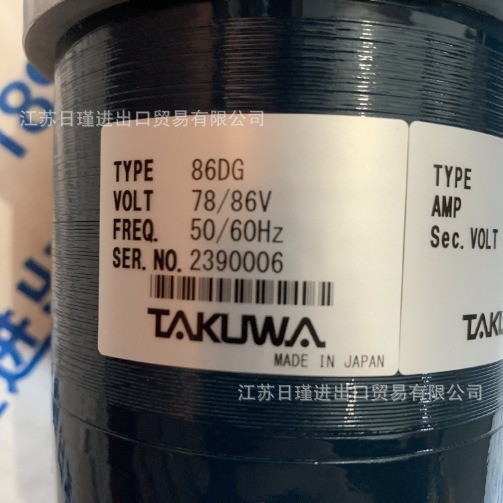 江苏日瑾进出口贸易有限公司
TYPE 86DG
VOLT 78/86V
FREQ. 50/60Hz
SER. NO. 2390006
TAKUWA
MADE IN JAPAN
TYPE
AMP
Sec. VOLT
江苏日瑾进出口贸易有限公司